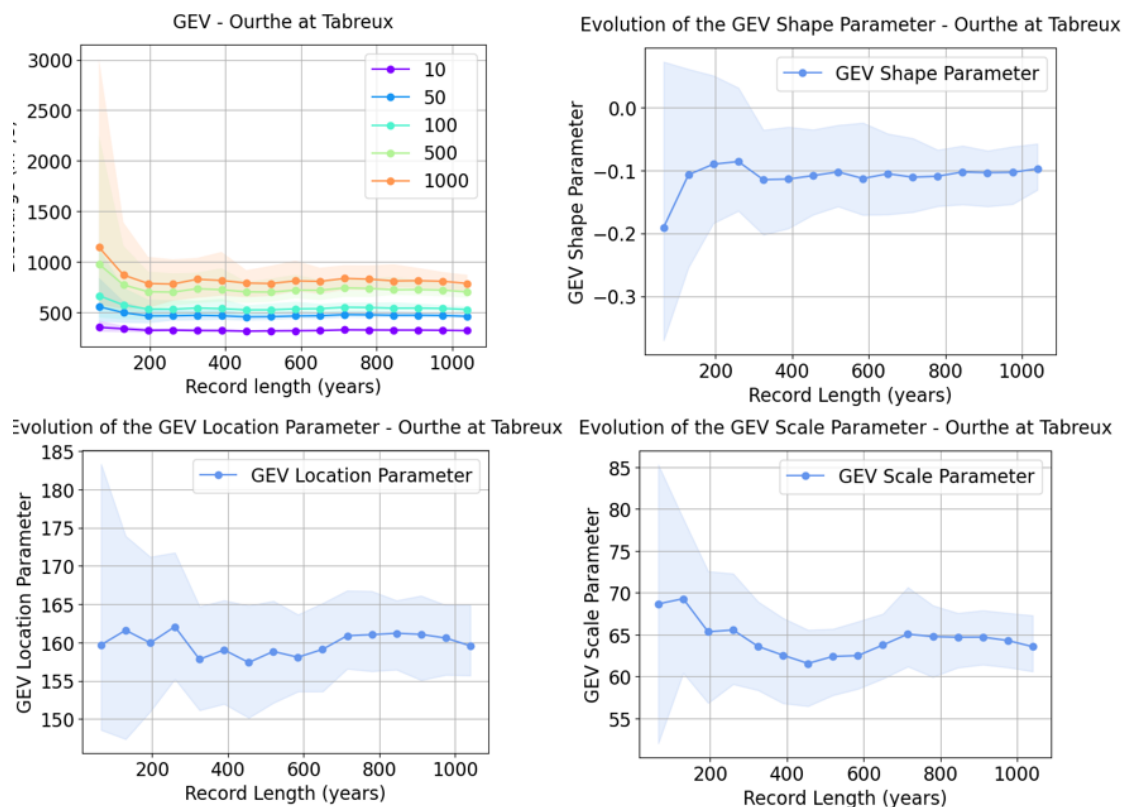 GEV - Ourthe at Tabreux
3000
2500
2000
1500
1000
500
10
50
100
500
1000
200 400 600 800 1000
Record length (years)
Evolution of the GEV Shape Parameter - Ourthe at Tabreux
GEV Shape Parameter
0.0
−0.1
−0.2
−0.3
GEV Shape Parameter
200 400 600 800 1000
Record Length (years)
Evolution of the GEV Location Parameter - Ourthe at Tabreux
GEV Location Parameter
185
180
175
170
165
160
155
150
GEV Location Parameter
200 400 600 800 1000
Record Length (years)
Evolution of the GEV Scale Parameter - Ourthe at Tabreux
GEV Scale Parameter
85
80
75
70
65
60
55
GEV Scale Parameter
200 400 600 800 1000
Record Length (years)